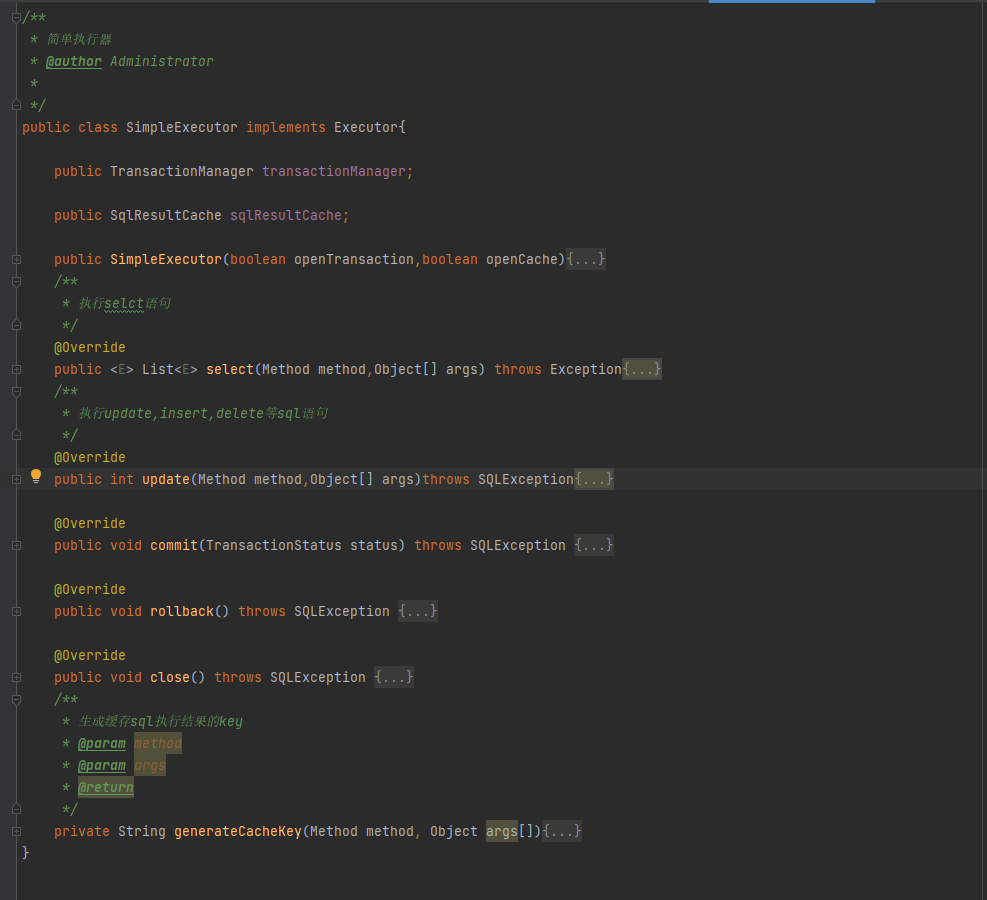 /**
 * 简单执行器
 * @author Administrator
 *
 */
public class SimpleExecutor implements Executor{
    public TransactionManager transactionManager;
    public SqlResultCache sqlResultCache;
    public SimpleExecutor(boolean openTransaction,boolean openCache){...}
    /**
     * 执行selct语句
     */
    @Override
    public <E> List<E> select(Method method,Object[] args) throws Exception{...}
    /**
     * 执行update,insert,delete等sql语句
     */
    @Override
    public int update(Method method,Object[] args)throws SQLException{...}
    @Override
    public void commit(TransactionStatus status) throws SQLException {...}
    @Override
    public void rollback() throws SQLException {...}
    @Override
    public void close() throws SQLException {...}
    /**
     * 生成缓存sql执行结果的key
     * @param method
     * @param args
     * @return
     */
    private String generateCacheKey(Method method, Object args[]){...}
}